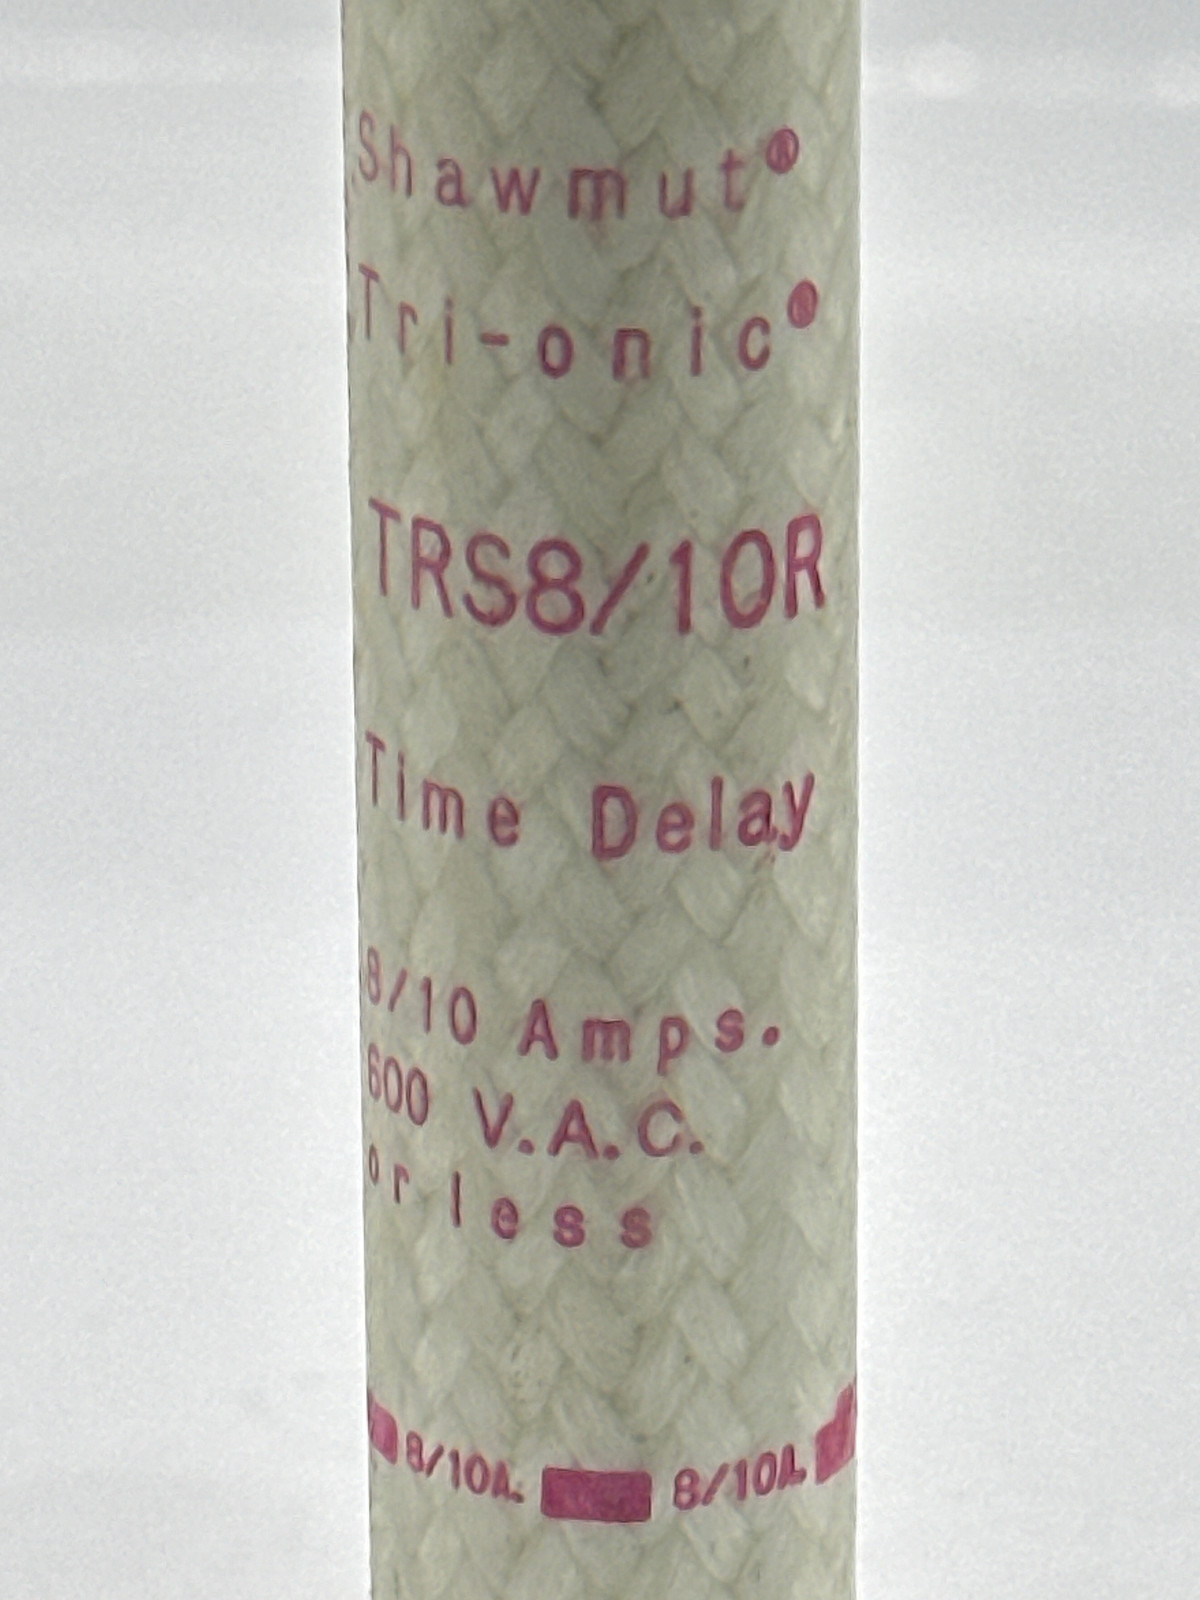 Shawmut®
Tri-onic®
TRS8/10R
Time Delay
8/10 Amps.
600 V.A.C.
or less
8/10A. 8/10A.